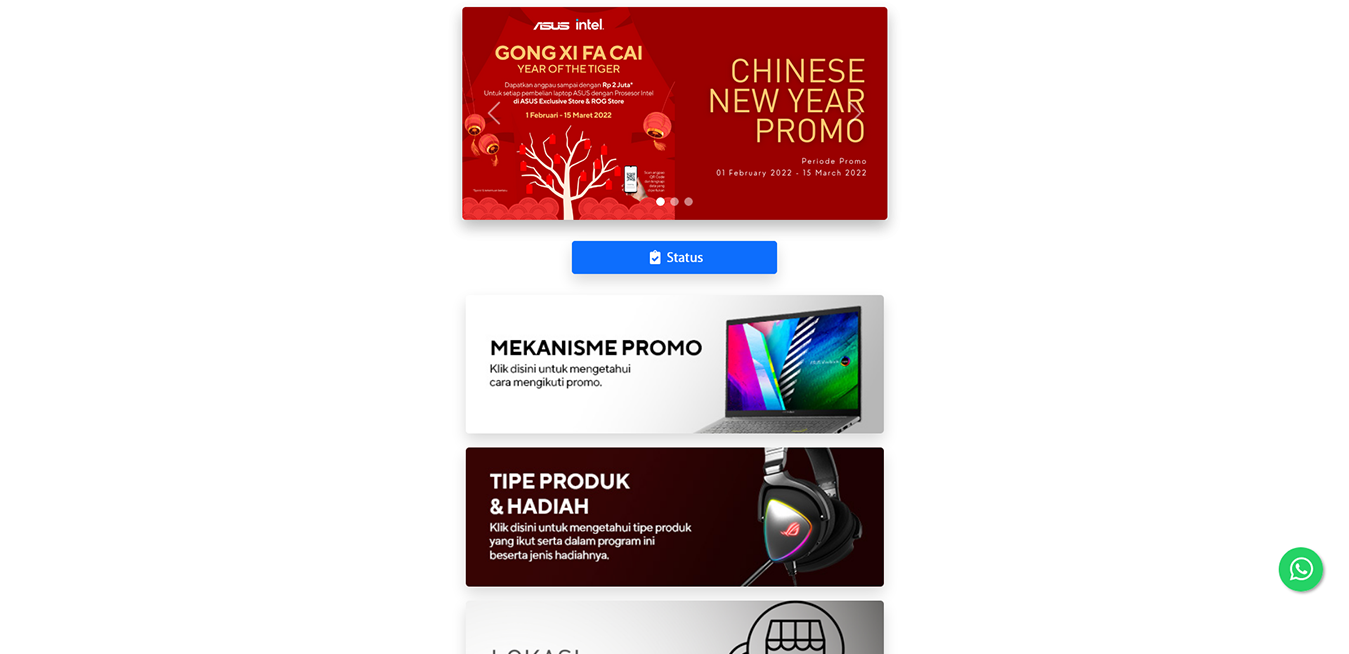 ASUS intel.
GONG XI FA CAI
YEAR OF THE TIGER
Dapatkan angpau sampai dengan Rp 2 Juta*
Untuk setiap pembelian laptop ASUS dengan Prosesor Intel
di ASUS Exclusive Store & ROG Store
1 Februari - 15 Maret 2022
CHINESE
NEW YEAR
PROMO
Periode Promo
01 February 2022 - 15 March 2022
Status
MEKANISME PROMO
Klik disini untuk mengetahui
cara mengikuti promo.
TIPE PRODUK
& HADIAH
Klik disini untuk mengetahui tipe produk
yang ikut serta dalam program ini
beserta jenis hadiahnya.
LOKASI